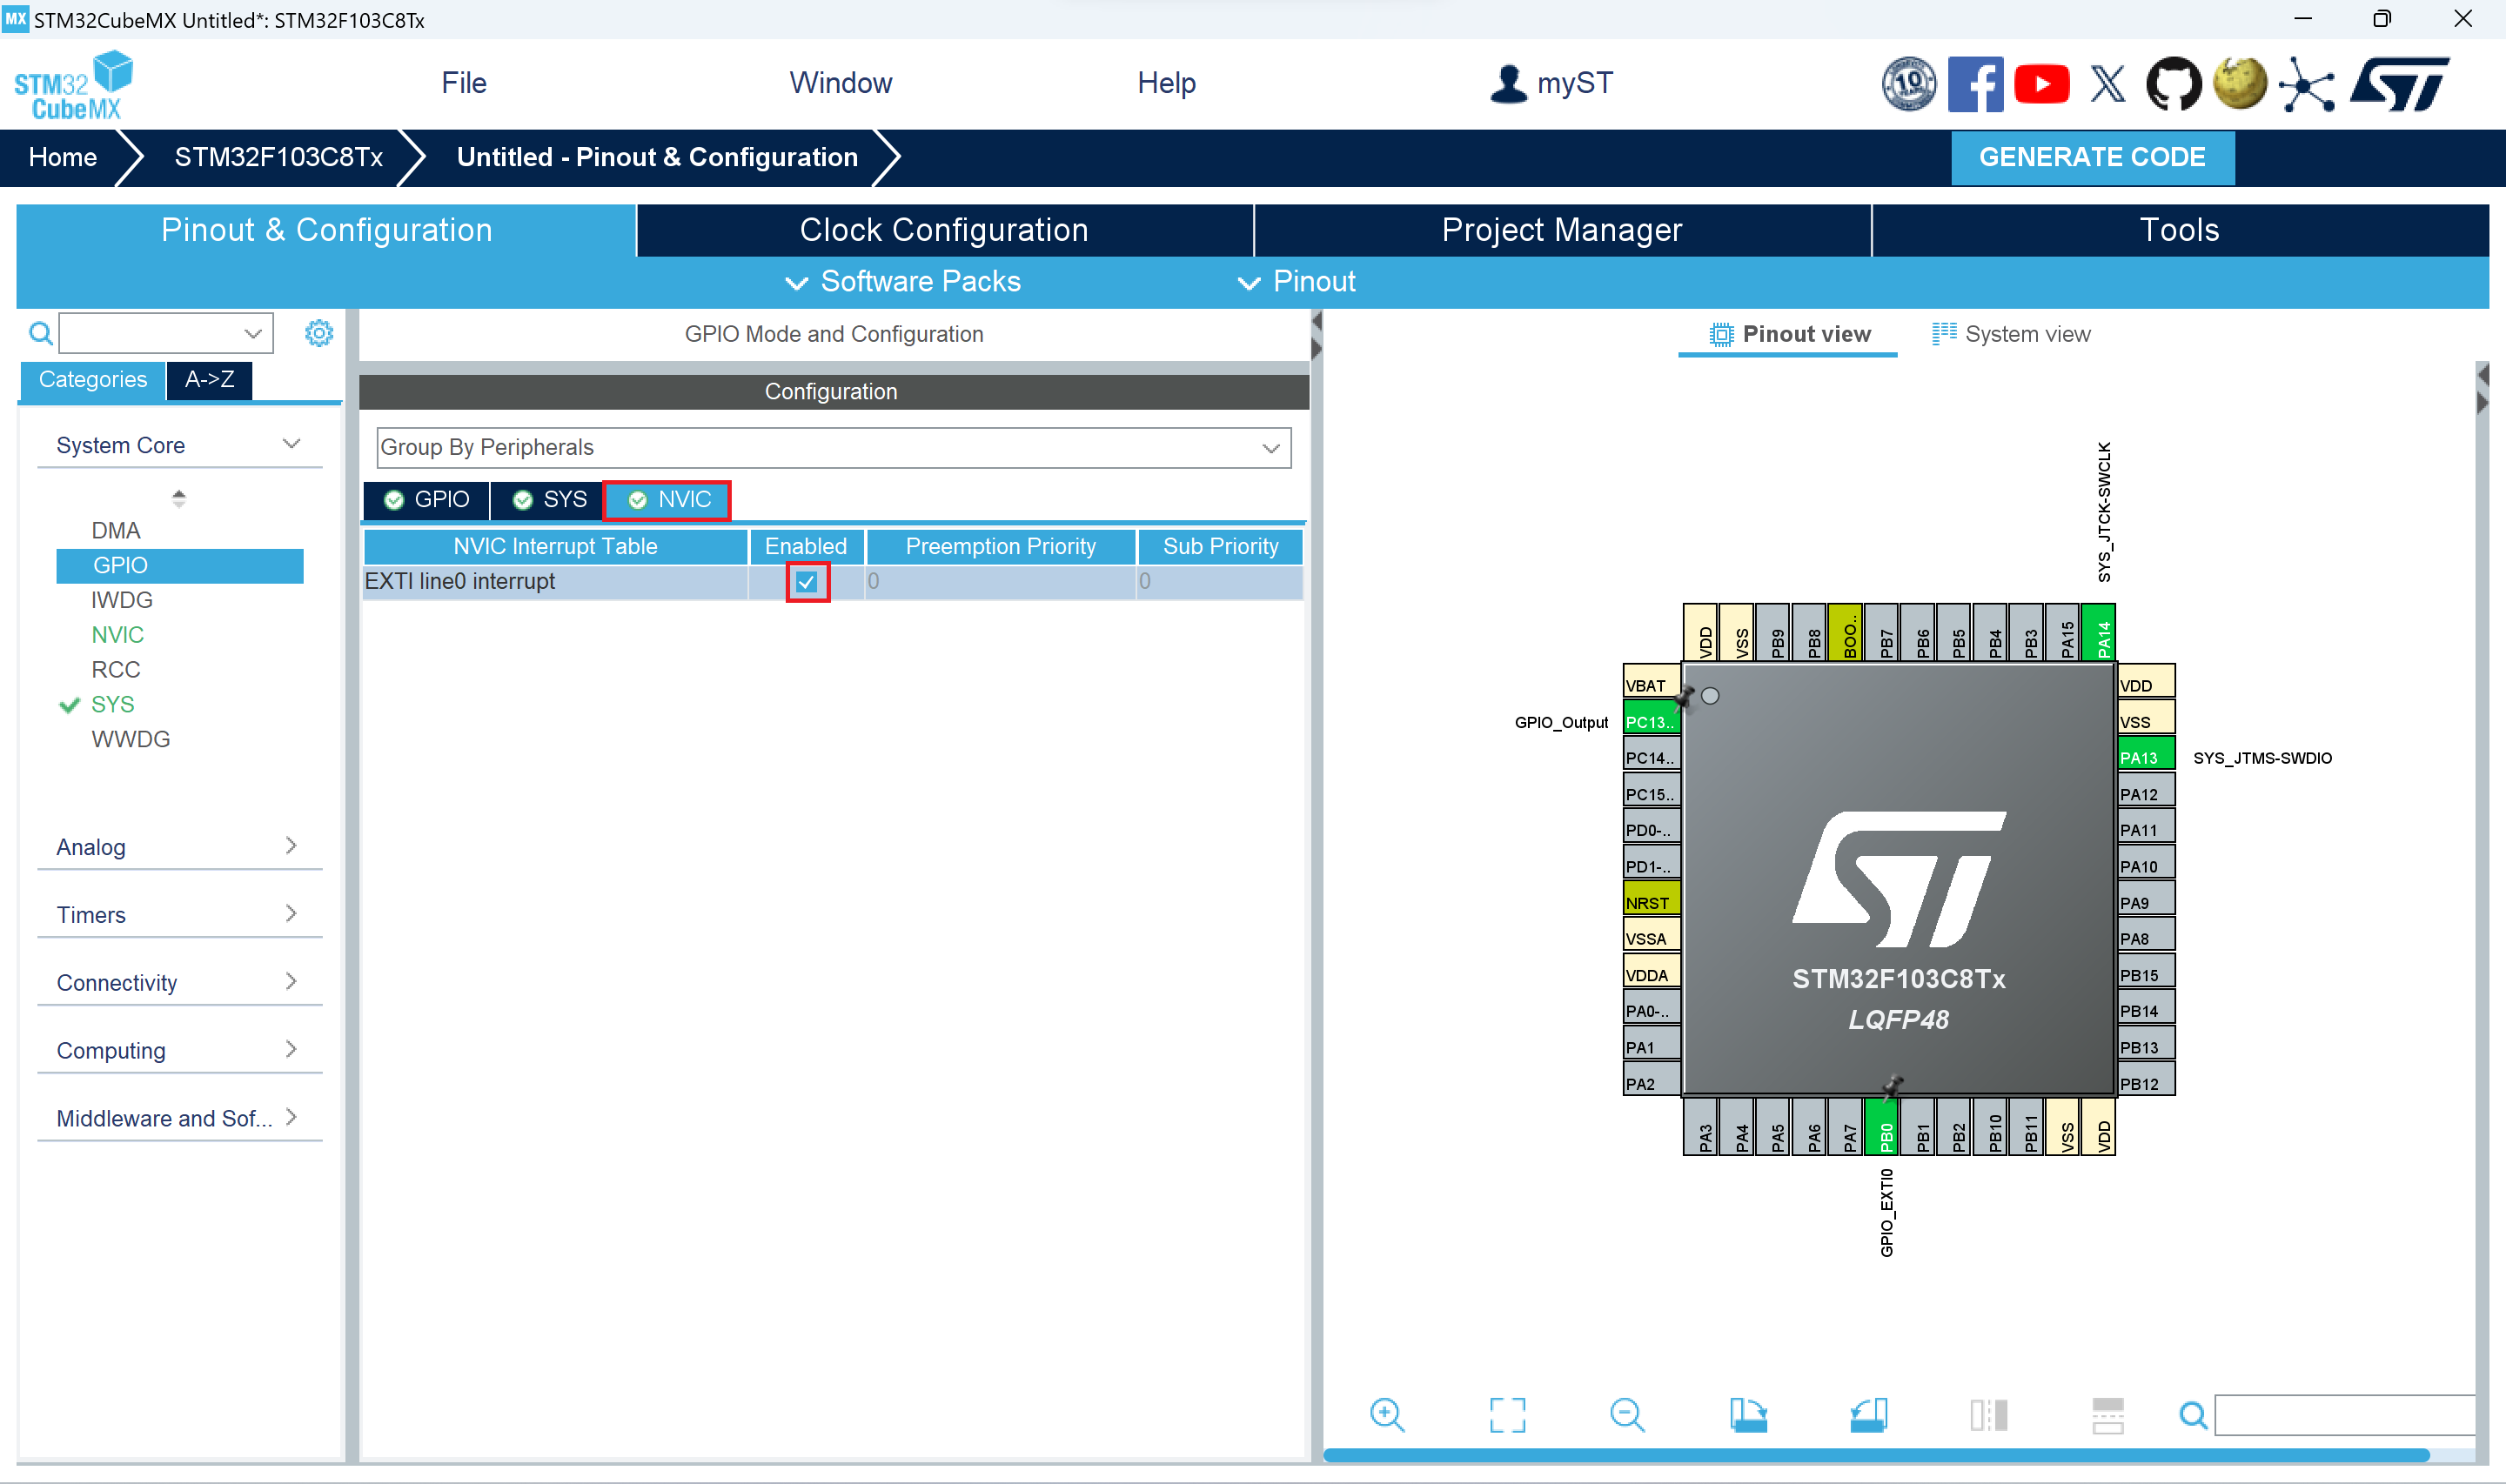 MX STM32CubeMX Untitled*: STM32F103C8Tx
STM32
CubeMX
File
Window
Help
myST
10
Home
STM32F103C8Tx
Untitled - Pinout & Configuration
GENERATE CODE
Pinout & Configuration
Clock Configuration
Project Manager
Tools
Software Packs
Pinout
GPIO Mode and Configuration
Pinout view
System view
Categories
A->Z
Configuration
System Core
Group By Peripherals
GPIO
SYS
NVIC
NVIC Interrupt Table
Enabled
Preemption Priority
Sub Priority
EXTI line0 interrupt
0
0
DMA
GPIO
IWDG
NVIC
RCC
SYS
WWDG
Analog
Timers
Connectivity
Computing
Middleware and Sof...
SYS_JTCK-SWCLK
VDD
VSS
PB9
PB8
BOO..
PB7
PB6
PB5
PB4
PB3
PA15
PA14
VBAT
GPIO_Output
PC13..
PC14..
PC15..
PD0-..
PD1-..
NRST
VSSA
VDDA
PA0-..
PA1
PA2
VDD
VSS
PA13
SYS_JTMS-SWDIO
PA12
PA11
PA10
PA9
PA8
PB15
PB14
PB13
PB12
STM32F103C8Tx
LQFP48
PA3
PA4
PA5
PA6
PA7
PB0
PB1
PB2
PB10
PB11
VSS
VDD
GPIO_EXTI0